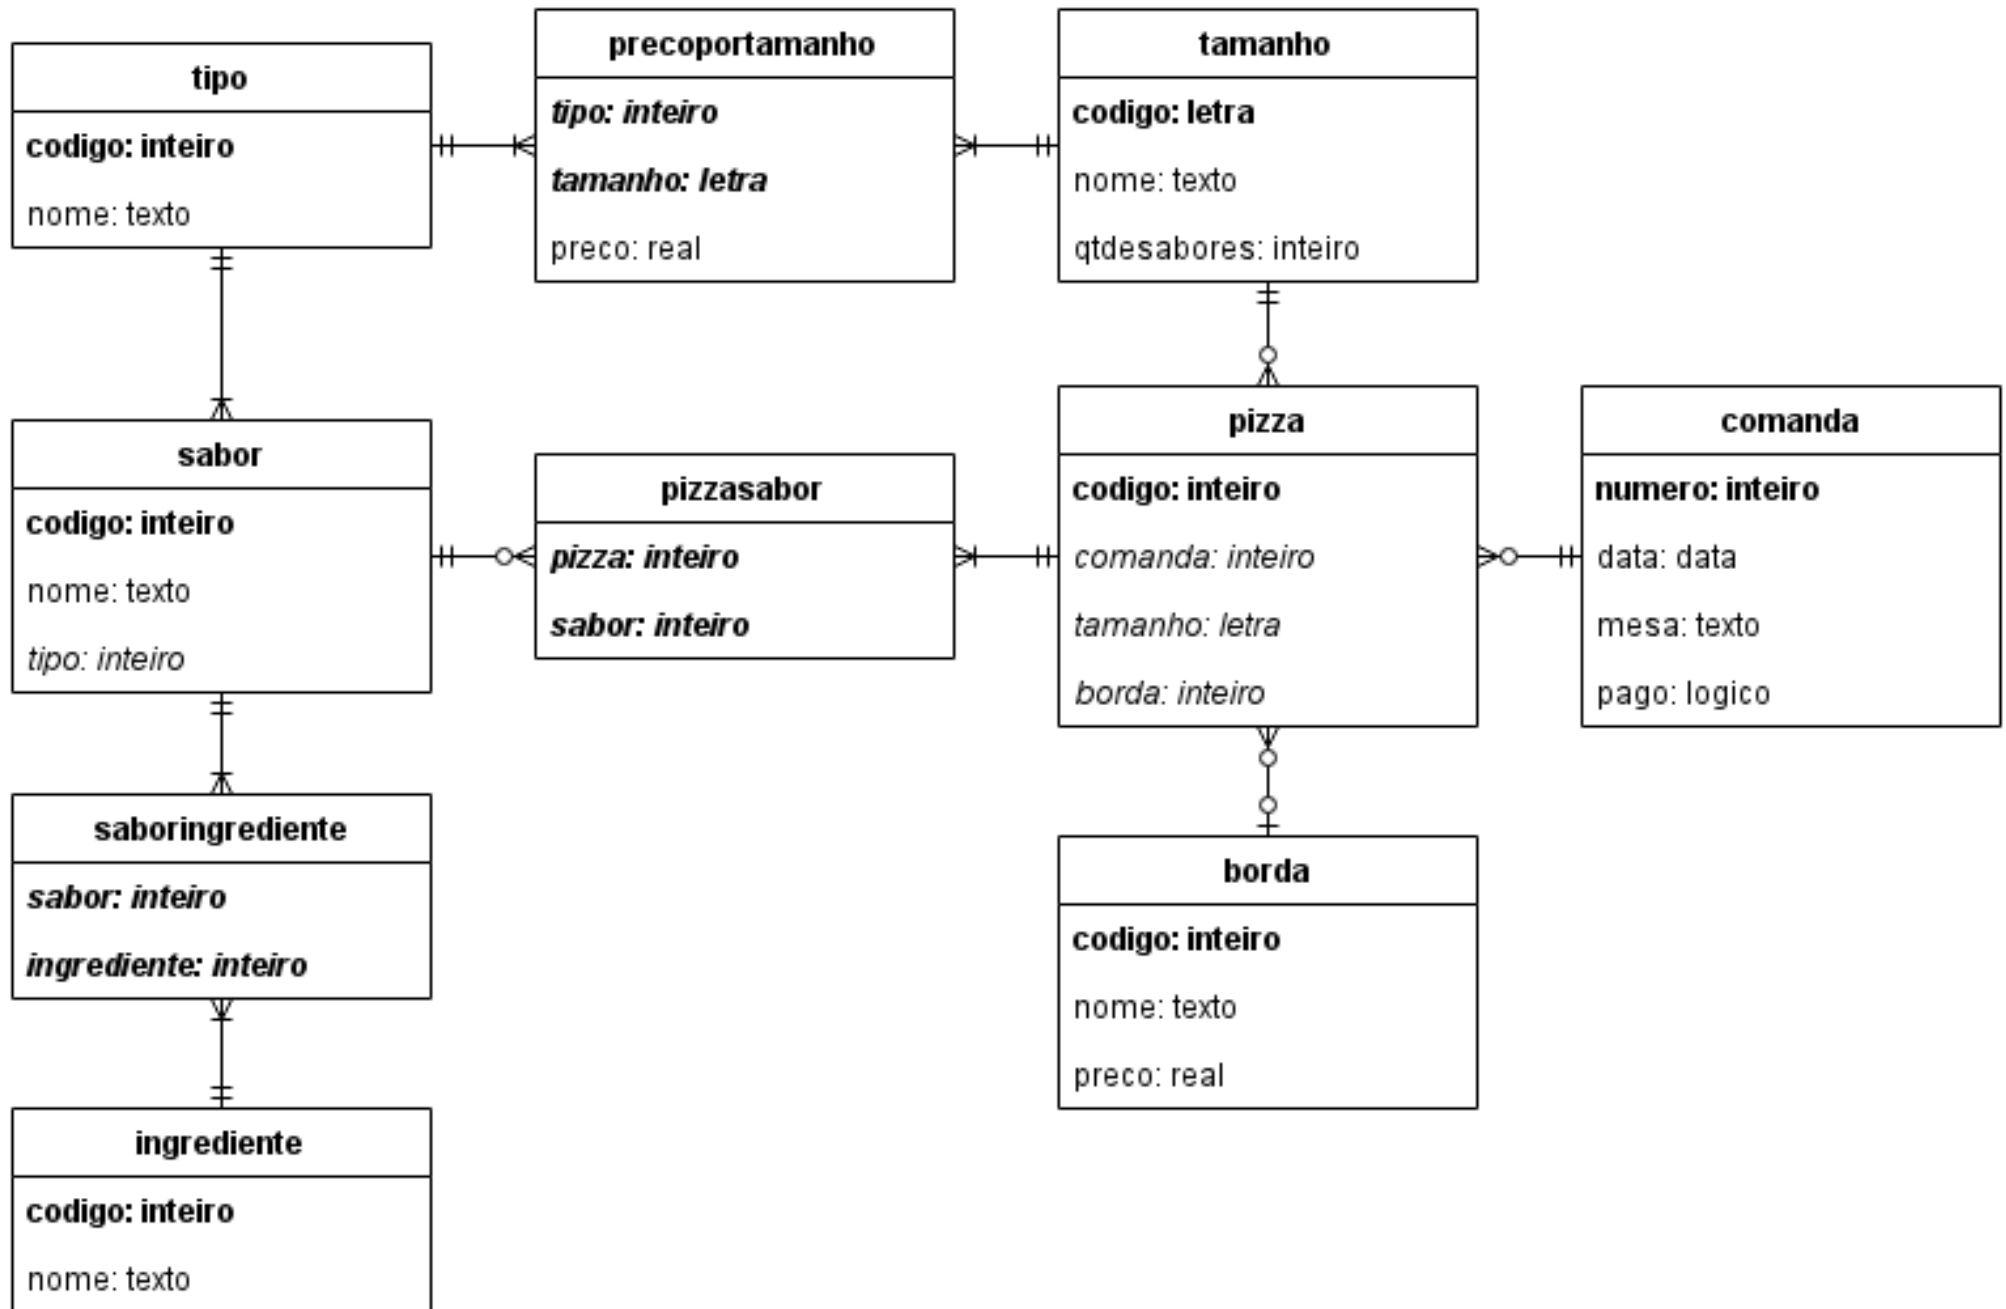 tipo
codigo: inteiro
nome: texto
precoportamanho
tipo: inteiro
tamanho: letra
preco: real
tamanho
codigo: letra
nome: texto
qtdesabores: inteiro
sabor
codigo: inteiro
nome: texto
tipo: inteiro
pizzasabor
pizza: inteiro
sabor: inteiro
pizza
codigo: inteiro
comanda: inteiro
tamanho: letra
borda: inteiro
comanda
numero: inteiro
data: data
mesa: texto
pago: logico
saboringrediente
sabor: inteiro
ingrediente: inteiro
borda
codigo: inteiro
nome: texto
preco: real
ingrediente
codigo: inteiro
nome: texto